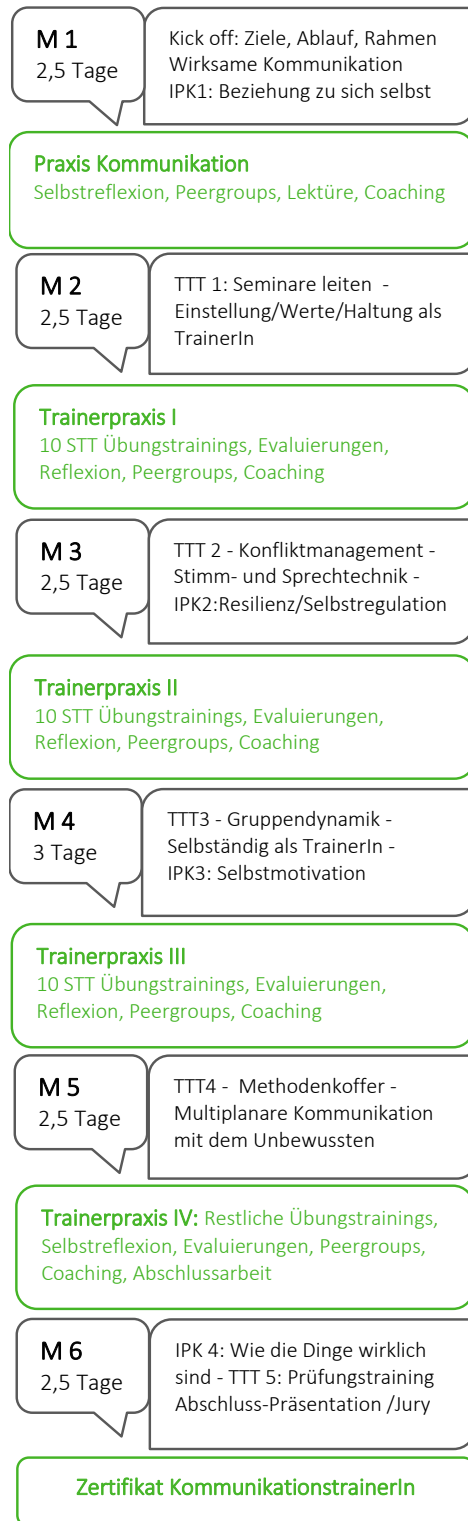 M 1
2,5 Tage
Kick off: Ziele, Ablauf, Rahmen
Wirksame Kommunikation
IPK1: Beziehung zu sich selbst
Praxis Kommunikation
Selbstreflexion, Peergroups, Lektüre, Coaching
M 2
2,5 Tage
TTT 1: Seminare leiten -
Einstellung/Werte/Haltung als
TrainerIn
Trainerpraxis I
10 STT Übungstrainings, Evaluierungen,
Reflexion, Peergroups, Coaching
M 3
2,5 Tage
TTT 2 - Konfliktmanagement -
Stimm- und Sprechtechnik -
IPK2:Resilienz/Selbstregulation
Trainerpraxis II
10 STT Übungstrainings, Evaluierungen,
Reflexion, Peergroups, Coaching
M 4
3 Tage
TTT3 - Gruppendynamik -
Selbständig als TrainerIn -
IPK3: Selbstmotivation
Trainerpraxis III
10 STT Übungstrainings, Evaluierungen,
Reflexion, Peergroups, Coaching
M 5
2,5 Tage
TTT4 - Methodenkoffer -
Multiplanare Kommunikation
mit dem Unbewussten
Trainerpraxis IV: Restliche Übungstrainings,
Selbstreflexion, Evaluierungen, Peergroups,
Coaching, Abschlussarbeit
M 6
2,5 Tage
IPK 4: Wie die Dinge wirklich
sind - TTT 5: Prüfungstraining
Abschluss-Präsentation /Jury
Zertifikat KommunikationstrainerIn